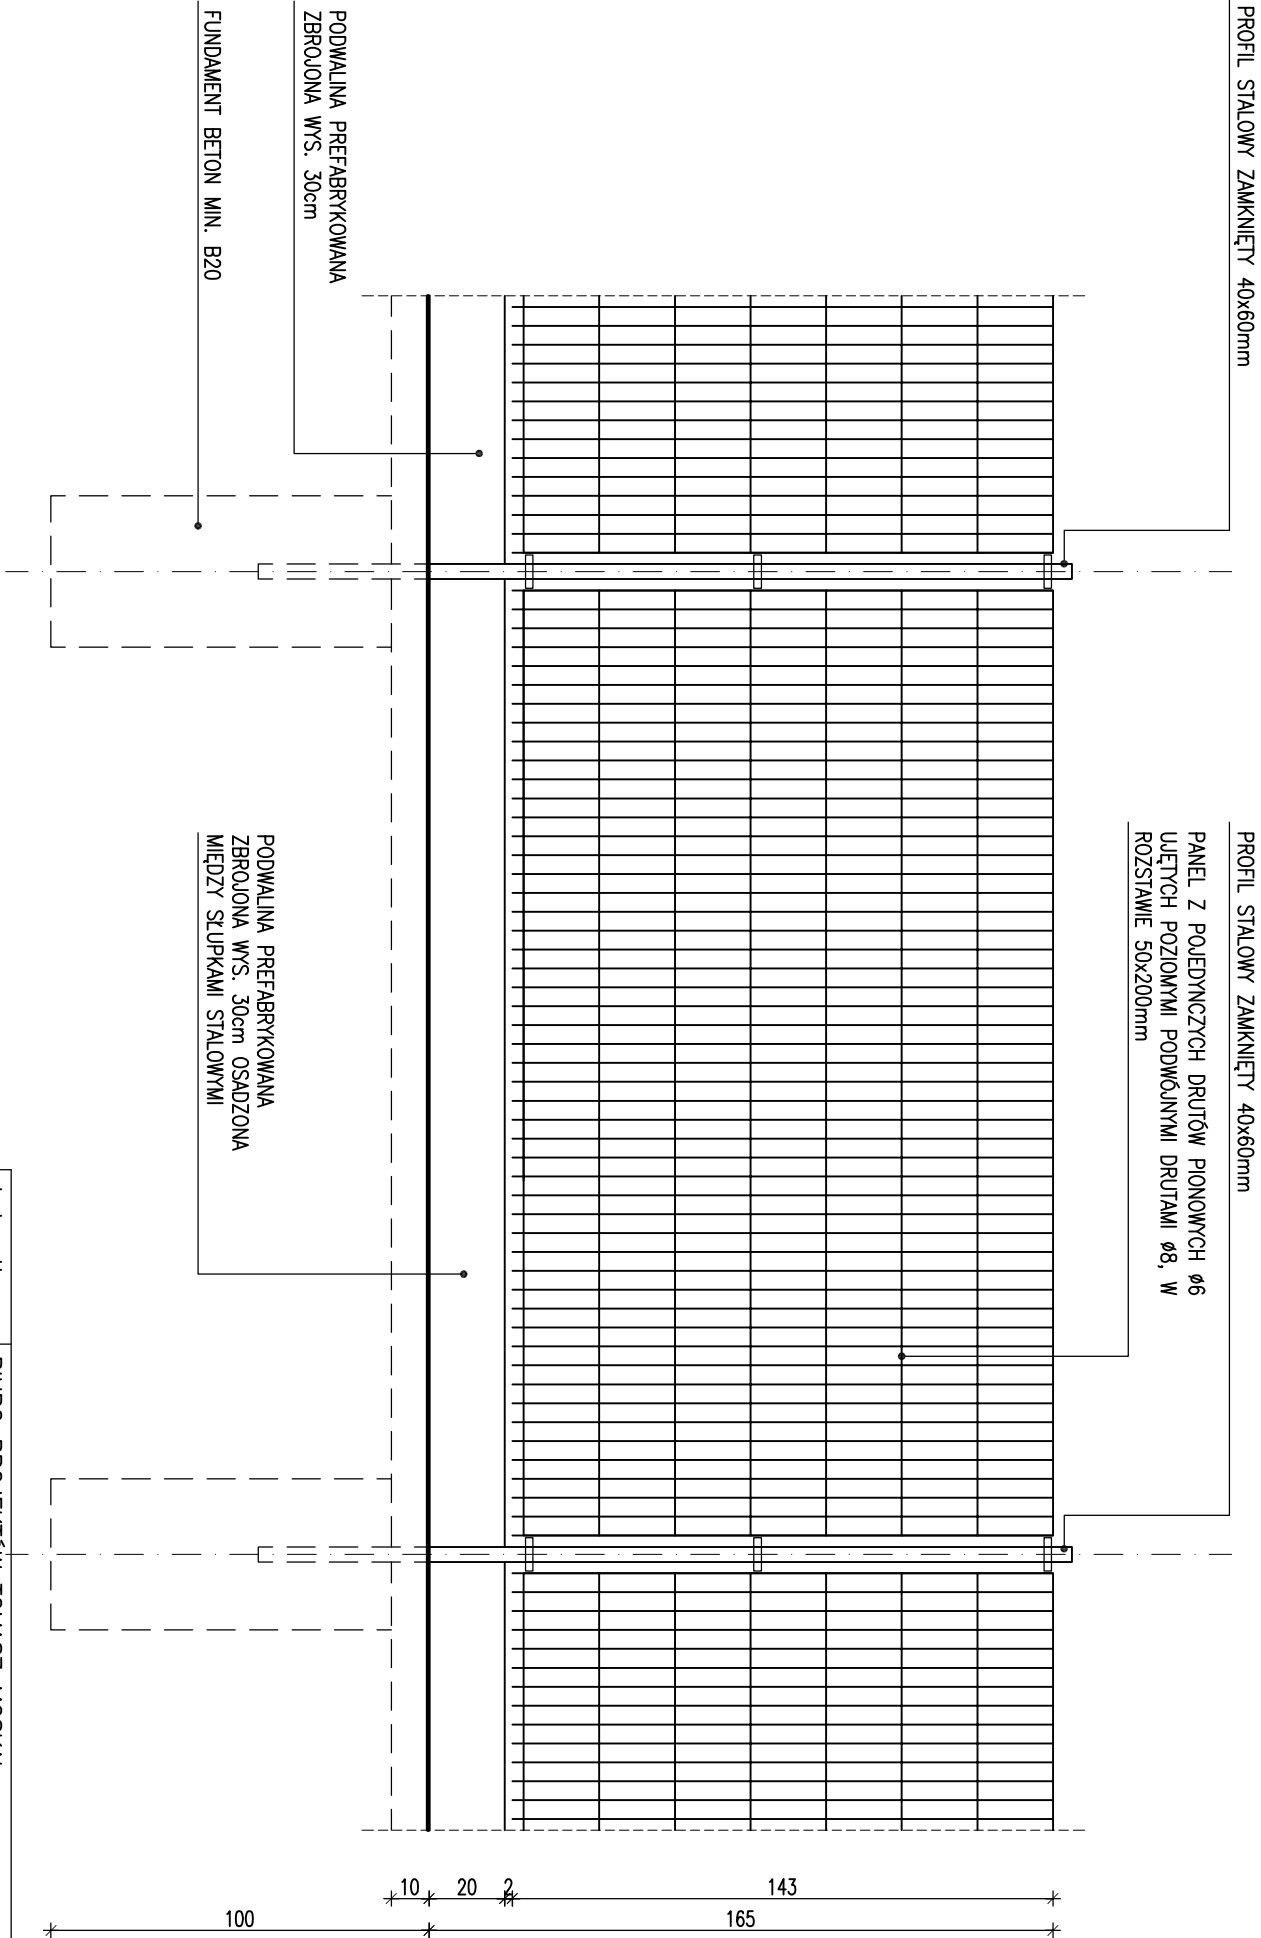 PROFIL STALOWY ZAMKNIĘTY 40x60mm
PROFIL STALOWY ZAMKNIĘTY 40x60mm
PANEL Z POJEDYNCZYCH DRUTÓW PIONOWYCH ø6
UJĘTYCH POZIOMYMI PODWÓJNYMI DRUTAMI ø8, W
ROZSTAWIE 50x200mm
PODWALINA PREFABRYKOWANA
ZBROJONA WYS. 30cm
FUNDAMENT BETON MIN. B20
PODWALINA PREFABRYKOWANA
ZBROJONA WYS. 30cm OSADZONA
MIĘDZY SŁUPKAMI STALOWYMI
10
20
2
143
100
165